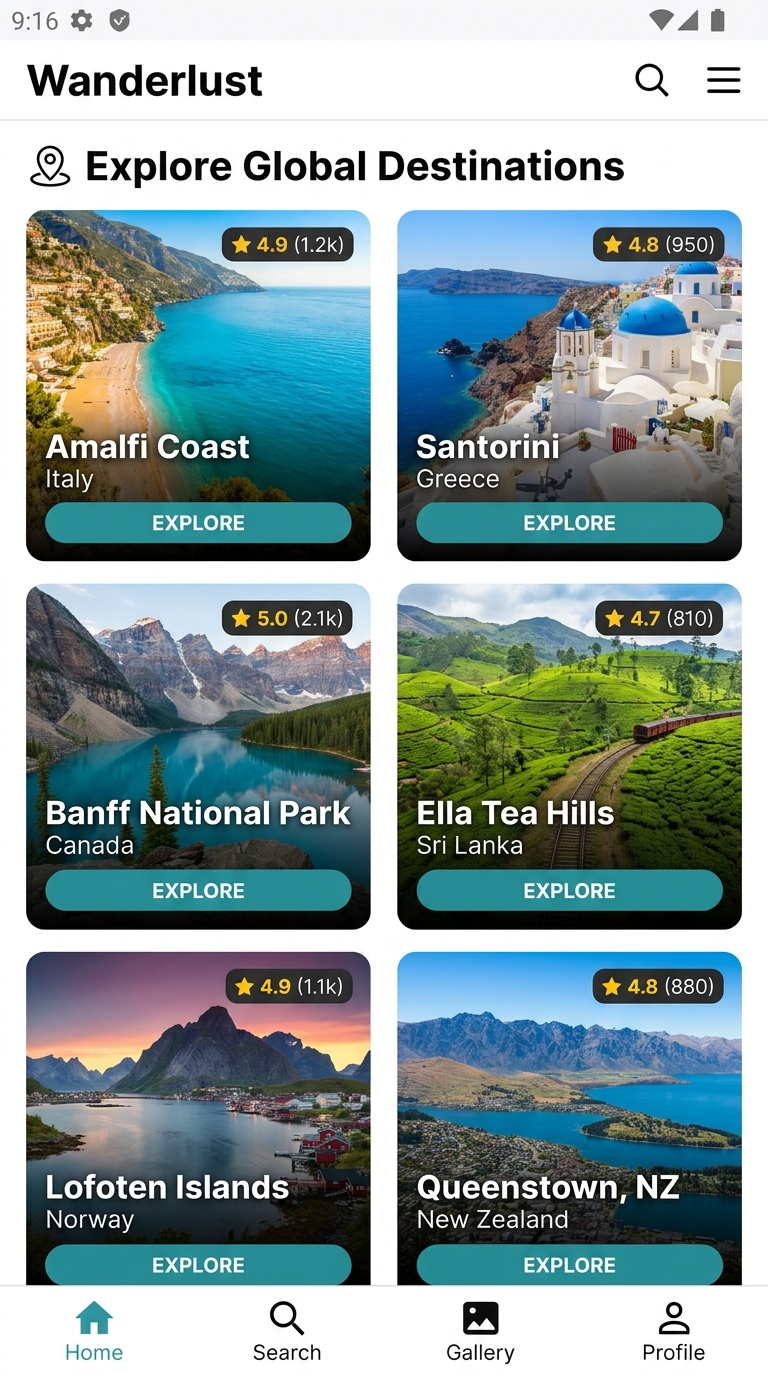 9:16
Wanderlust
Explore Global Destinations
4.9 (1.2k)
Amalfi Coast
Italy
EXPLORE
4.8 (950)
Santorini
Greece
EXPLORE
5.0 (2.1k)
Banff National Park
Canada
EXPLORE
4.7 (810)
Ella Tea Hills
Sri Lanka
EXPLORE
4.9 (1.1k)
Lofoten Islands
Norway
EXPLORE
4.8 (880)
Queenstown, NZ
New Zealand
EXPLORE
Home
Search
Gallery
Profile